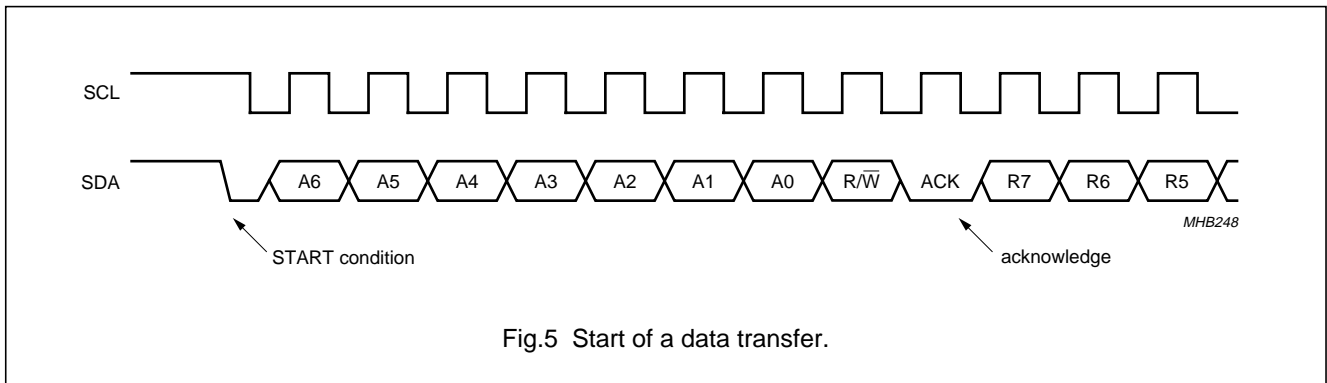 SCL
SDA A6 A5 A4 A3 A2 A1 A0 R/W̅ ACK R7 R6 R5
MHB248
START condition acknowledge
Fig.5 Start of a data transfer.